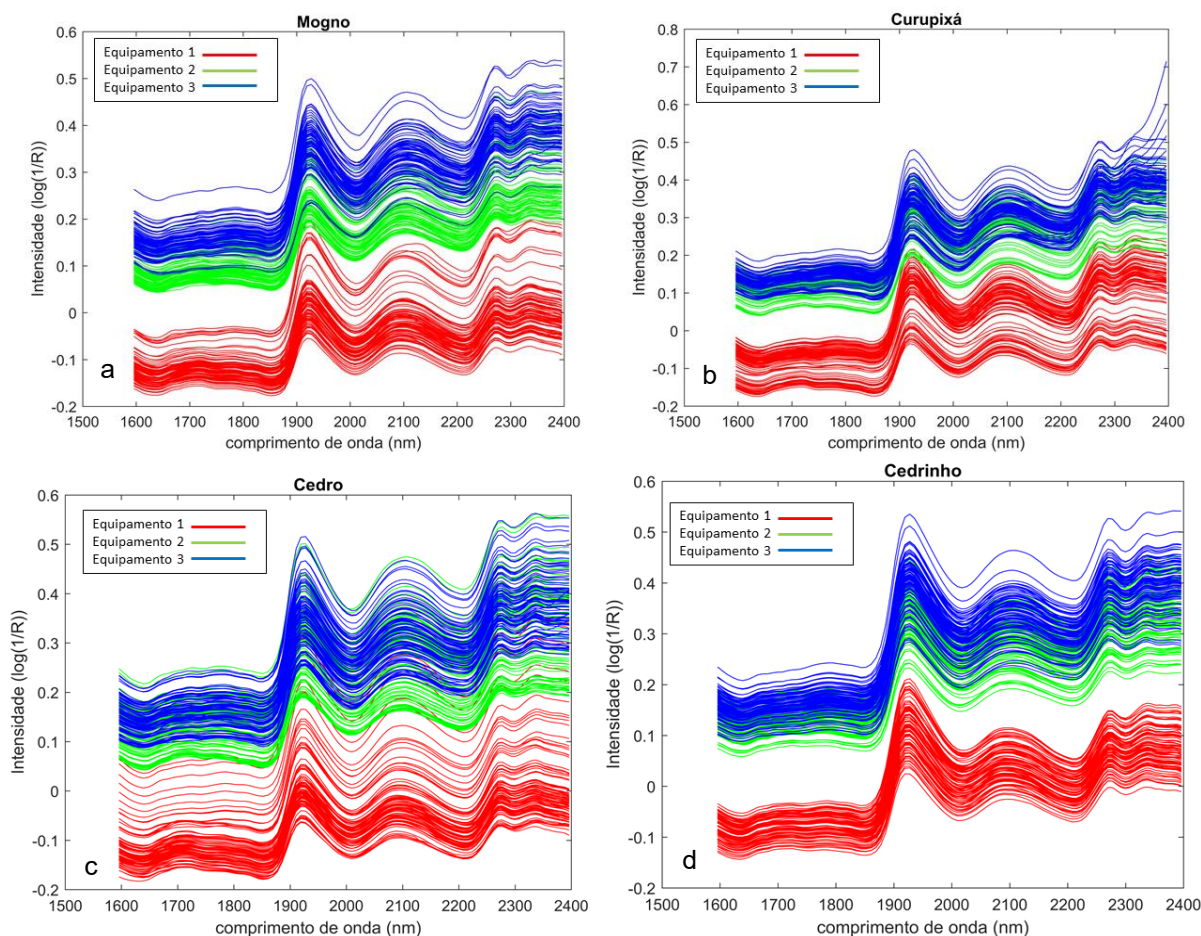 Mogno
Equipamento 1
Equipamento 2
Equipamento 3
Intensidade (log(1/R))
0.6
0.5
0.4
0.3
0.2
0.1
0
-0.1
-0.2
a
1500 1600 1700 1800 1900 2000 2100 2200 2300 2400
comprimento de onda (nm)
Curupixá
Equipamento 1
Equipamento 2
Equipamento 3
Intensidade (log(1/R))
0.8
0.7
0.6
0.5
0.4
0.3
0.2
0.1
0
-0.1
-0.2
b
1500 1600 1700 1800 1900 2000 2100 2200 2300 2400
comprimento de onda (nm)
Cedro
Equipamento 1
Equipamento 2
Equipamento 3
Intensidade (log(1/R))
0.6
0.5
0.4
0.3
0.2
0.1
0
-0.1
-0.2
c
1500 1600 1700 1800 1900 2000 2100 2200 2300 2400
comprimento de onda (nm)
Cedrinho
Equipamento 1
Equipamento 2
Equipamento 3
Intensidade (log(1/R))
0.6
0.5
0.4
0.3
0.2
0.1
0
-0.1
-0.2
d
1500 1600 1700 1800 1900 2000 2100 2200 2300 2400
comprimento de onda (nm)